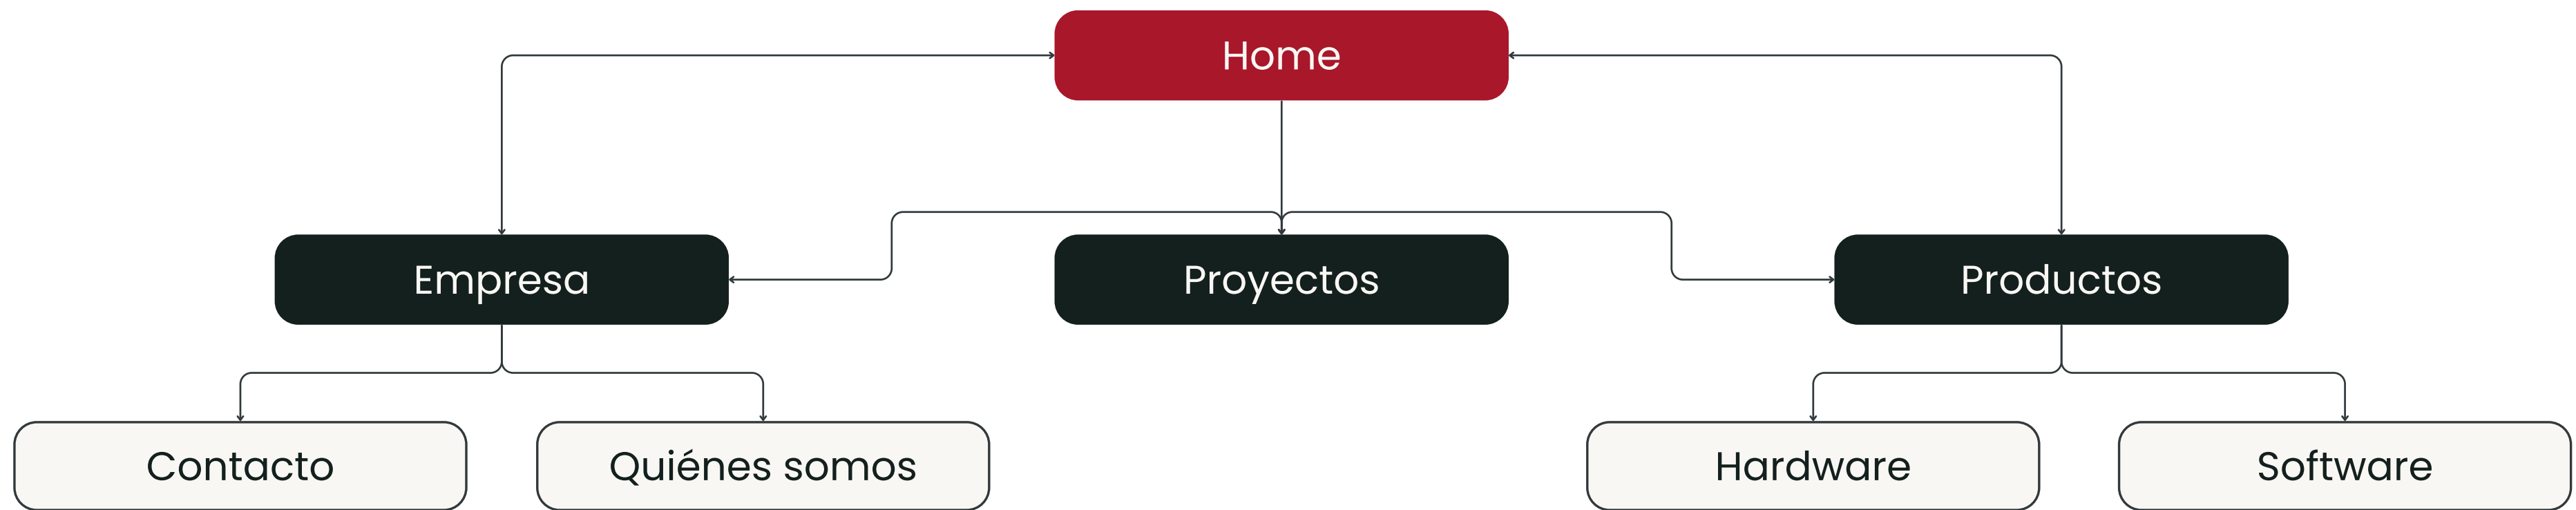 Home
Empresa
Proyectos
Productos
Contacto
Quiénes somos
Hardware
Software